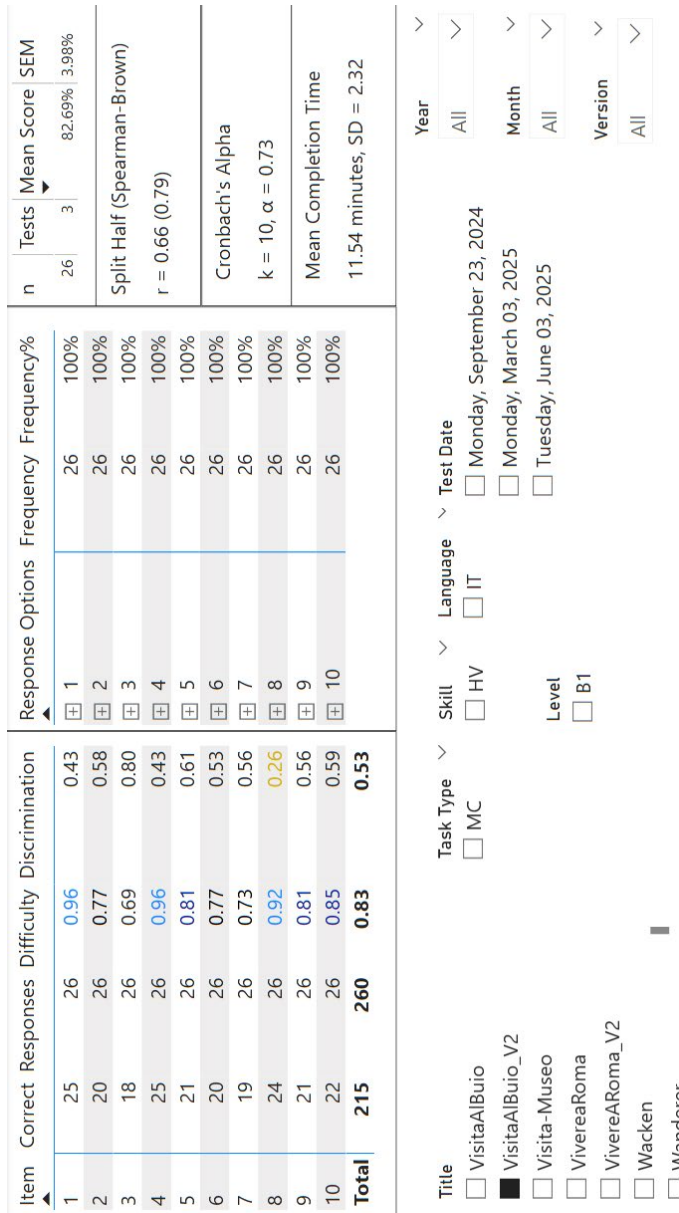 Item Correct Responses Difficulty Discrimination
1 25 26 0.96 0.43
2 20 26 0.77 0.58
3 18 26 0.69 0.80
4 25 26 0.96 0.43
5 21 26 0.81 0.61
6 20 26 0.77 0.53
7 19 26 0.73 0.56
8 24 26 0.92 0.26
9 21 26 0.81 0.56
10 22 26 0.85 0.59
Total 215 260 0.83 0.53
Response Options Frequency Frequency%
1 26 100%
2 26 100%
3 26 100%
4 26 100%
5 26 100%
6 26 100%
7 26 100%
8 26 100%
9 26 100%
10 26 100%
n Tests Mean Score SEM
26 3 82.69% 3.98%
Split Half (Spearman-Brown)
r = 0.66 (0.79)
Cronbach's Alpha
k = 10, α = 0.73
Mean Completion Time
11.54 minutes, SD = 2.32
Title
VisitaAlBuio
VisitaAlBuio_V2
Visita-Museo
VivereaRoma
VivereARoma_V2
Wacken
Wanderer
Task Type
MC
Skill
HV
Language
IT
Level
B1
Test Date
Monday, September 23, 2024
Monday, March 03, 2025
Tuesday, June 03, 2025
Year
All
Month
All
Version
All